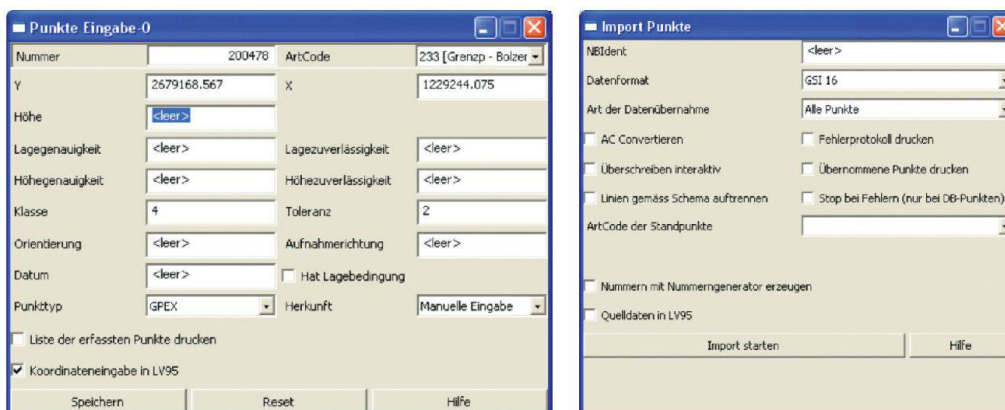 Punkte Eingabe-0
Nummer 200478 ArtCode 233 [Grenzp - Bolzer
Y 2679168.567 X 1229244.075
Höhe <leer>
Lagegenauigkeit <leer> Lagezuverlässigkeit <leer>
Höhegenauigkeit <leer> Höhezuverlässigkeit <leer>
Klasse 4 Toleranz 2
Orientierung <leer> Aufnahmerichtung <leer>
Datum <leer> Hat Lagebedingung
Punkttyp GPEX Herkunft Manuelle Eingabe
Liste der erfassten Punkte drucken
Koordinateneingabe in LV95
Speichern Reset Hilfe
Import Punkte
NBIdent <leer>
Datenformat GSI 16
Art der Datenübernahme Alle Punkte
AC Convertieren Fehlerprotokoll drucken
Überschreiben interaktiv Übernommene Punkte drucken
Linien gemäss Schema auftrennen Stop bei Fehlern (nur bei DB-Punkten)
ArtCode der Standpunkte
Nummern mit Nummerngenerator erzeugen
Quelldaten in LV95
Import starten Hilfe